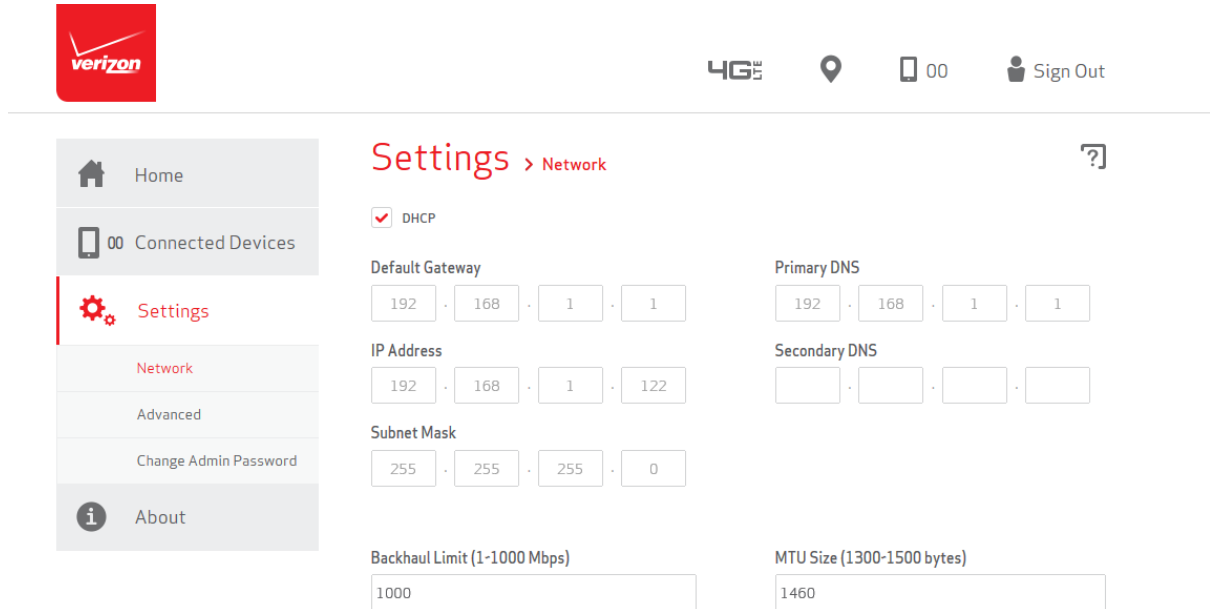 verizon
4G LTE
00
Sign Out
Home
00 Connected Devices
Settings
Network
Advanced
Change Admin Password
About
Settings > Network
?
DHCP
Default Gateway
192 . 168 . 1 . 1
Primary DNS
192 . 168 . 1 . 1
IP Address
192 . 168 . 1 . 122
Secondary DNS
. . .
Subnet Mask
255 . 255 . 255 . 0
Backhaul Limit (1-1000 Mbps)
1000
MTU Size (1300-1500 bytes)
1460